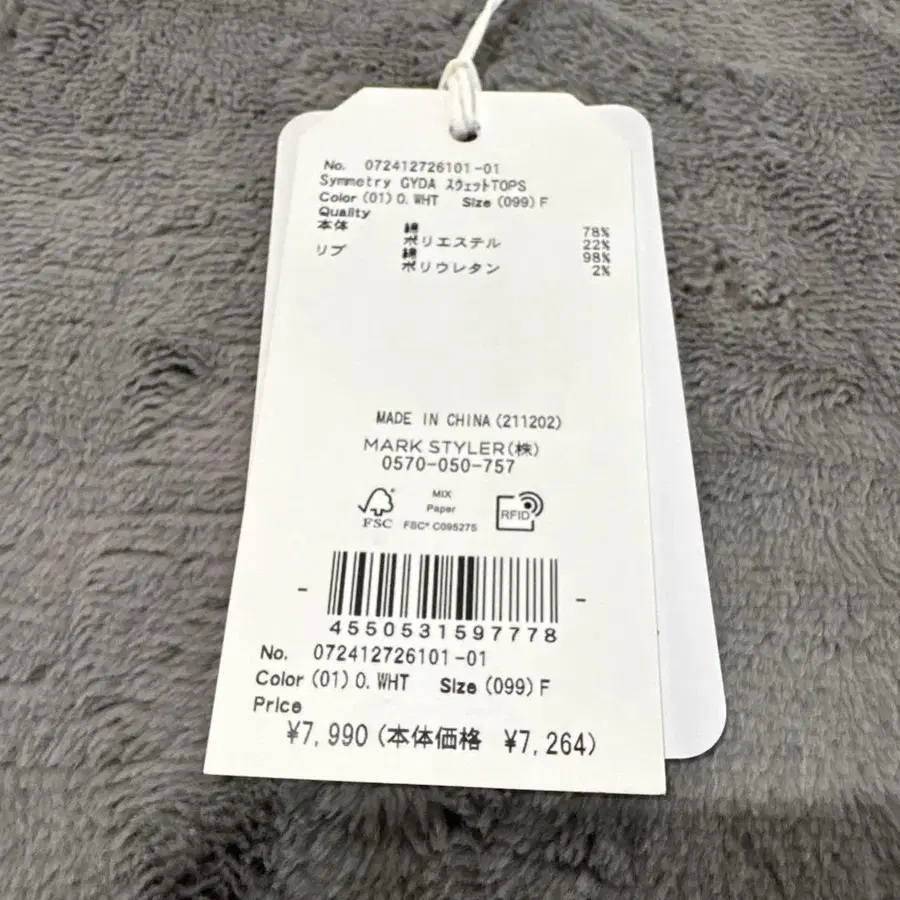 No. 072412726101-01
Symmetry GYDA スウェットTOPS
Color (01) O. WHT Size (099) F
Quality
本体 綿 78%
ポリエステル 22%
リブ 綿 98%
ポリウレタン 2%
MADE IN CHINA (211202)
MARK STYLER(株)
0570-050-757
FSC
MIX
Paper
FSC® C095275
RFID
4550531597778
No. 072412726101-01
Color (01) O. WHT Size (099) F
Price
¥7,990 (本体価格 ¥7,264)